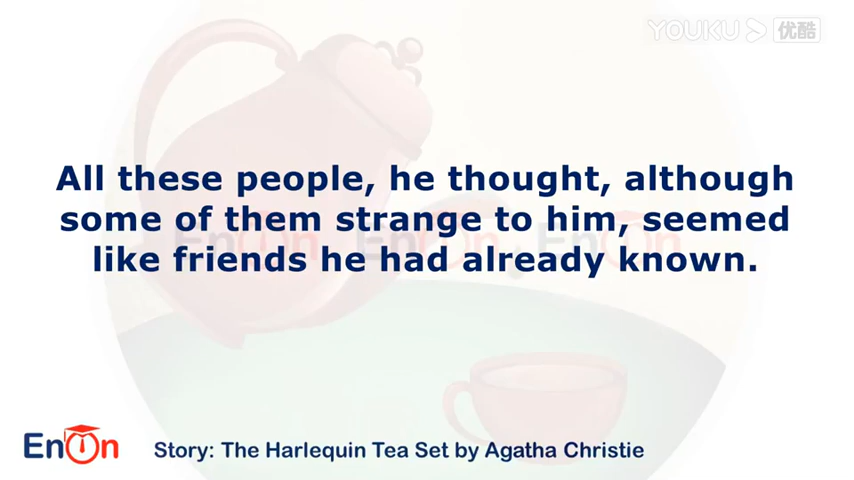 YOUKU 优酷
All these people, he thought, although
some of them strange to him, seemed
like friends he had already known.
EnOn
Story: The Harlequin Tea Set by Agatha Christie